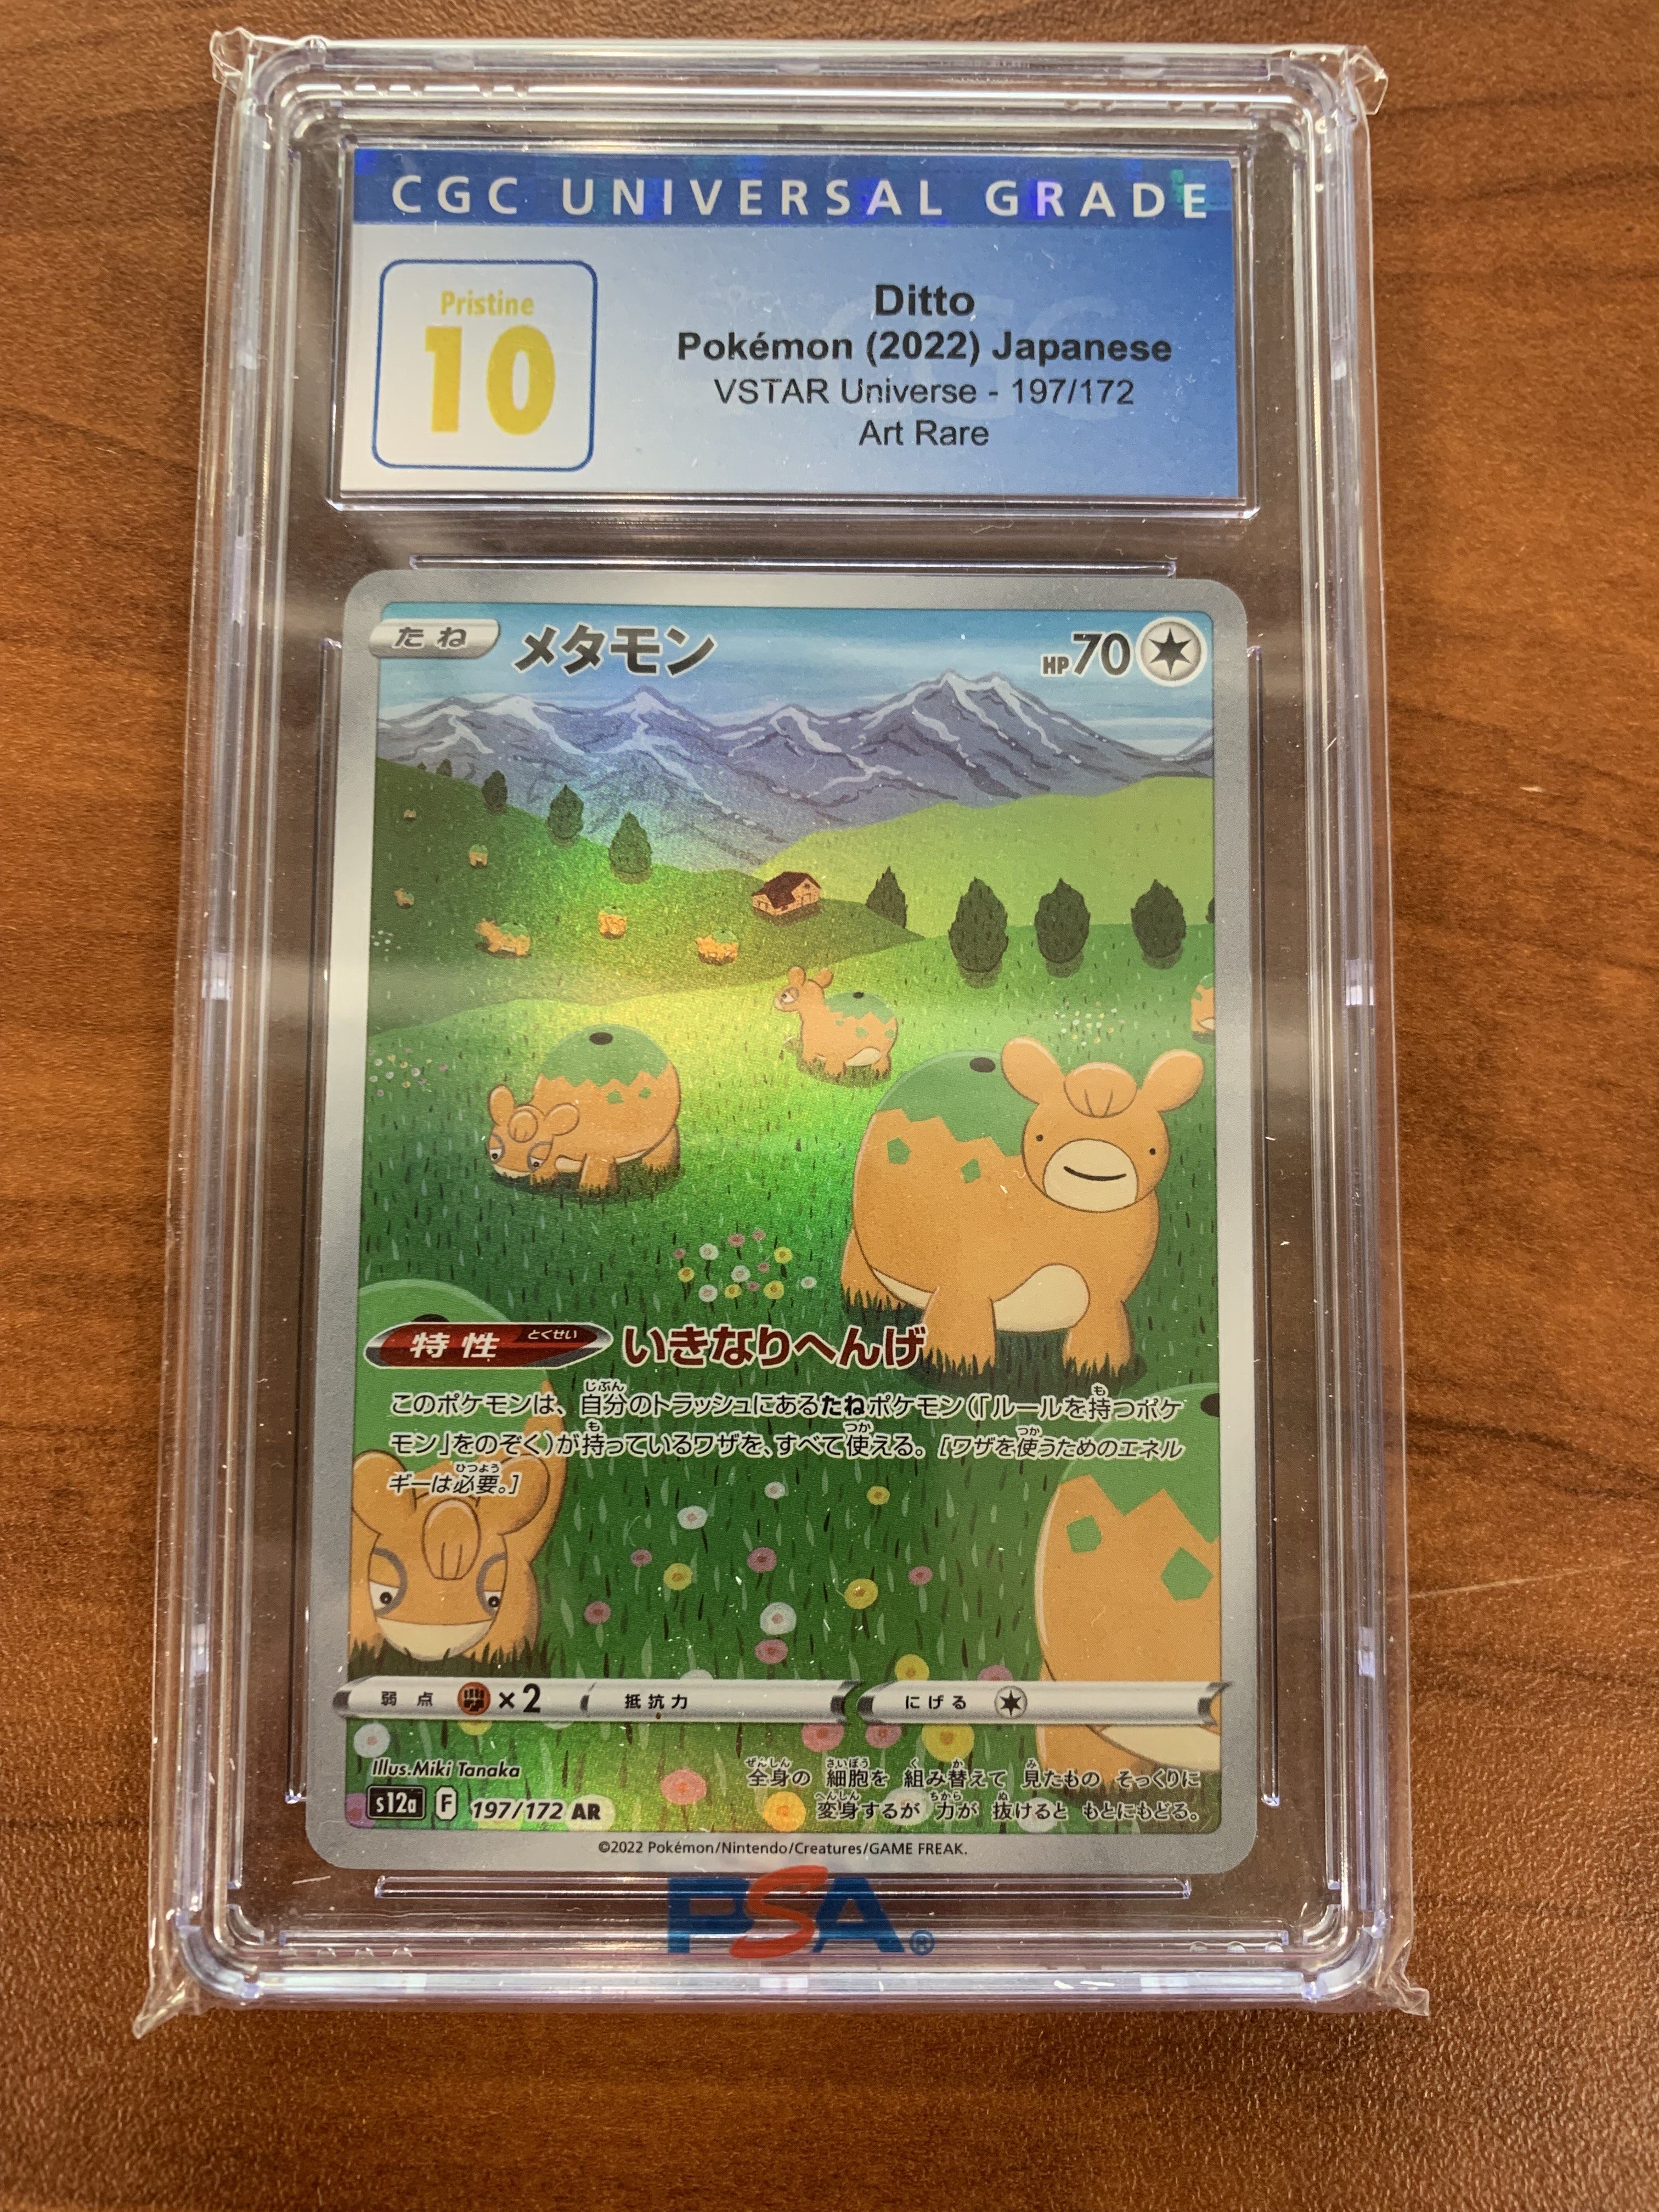 CGC UNIVERSAL GRADE
Pristine
10
Ditto
Pokémon (2022) Japanese
VSTAR Universe - 197/172
Art Rare
たね メタモン HP70
特性 とくせい いきなりへんげ
このポケモンは、自分のトラッシュにあるたねポケモン(「ルールを持つポケ
モン」をのぞく)が持っているワザを、すべて使える。[ワザを使うためのエネル
ギーは必要。]
弱点 ×2 抵抗力 にげる
Illus.Miki Tanaka
s12a F 197/172 AR
全身の 細胞を 組み替えて 見たもの そっくりに
変身するが 力が 抜けると もとにもどる。
©2022 Pokémon/Nintendo/Creatures/GAME FREAK.
PSA®